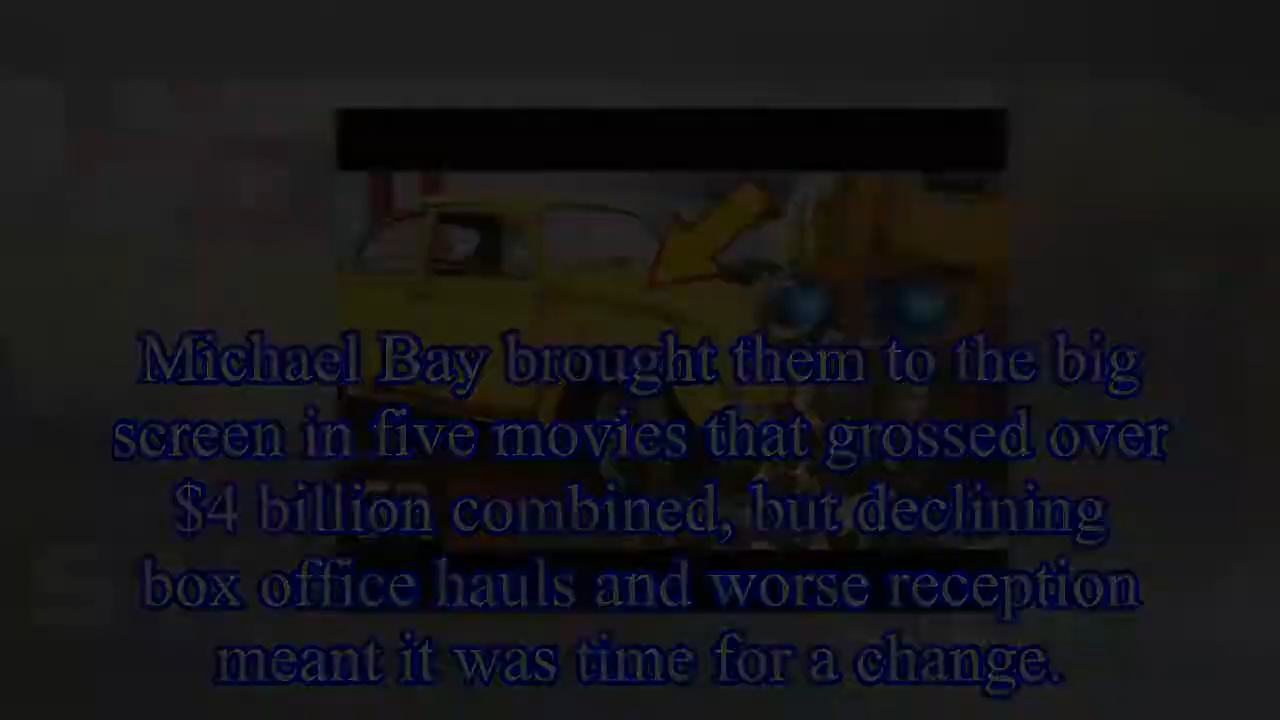 Michael Bay brought them to the big
screen in five movies that grossed over
$4 billion combined, but declining
box office hauls and worse reception
meant it was time for a change.